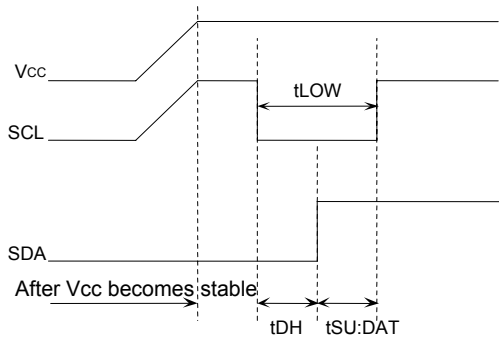 VCC
tLOW
SCL
SDA
After Vcc becomes stable
tDH
tSU:DAT